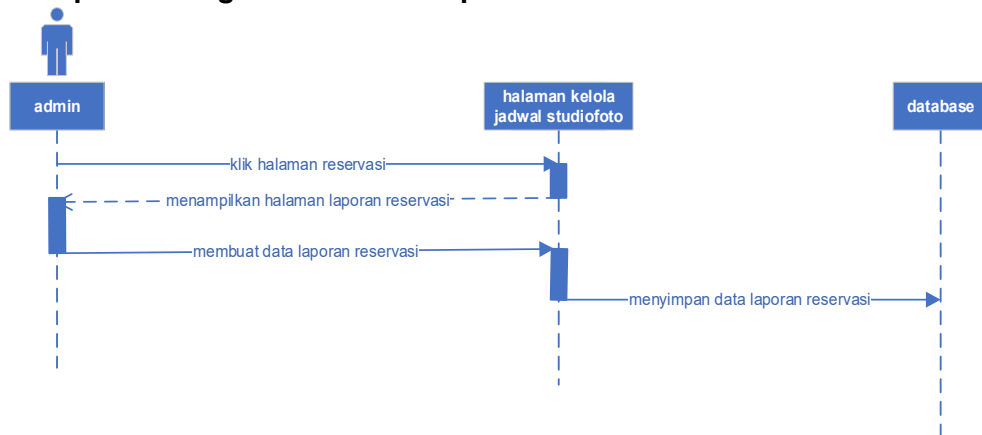 admin
halaman kelola
jadwal studiofoto
database
klik halaman reservasi
menampilkan halaman laporan reservasi
membuat data laporan reservasi
menyimpan data laporan reservasi